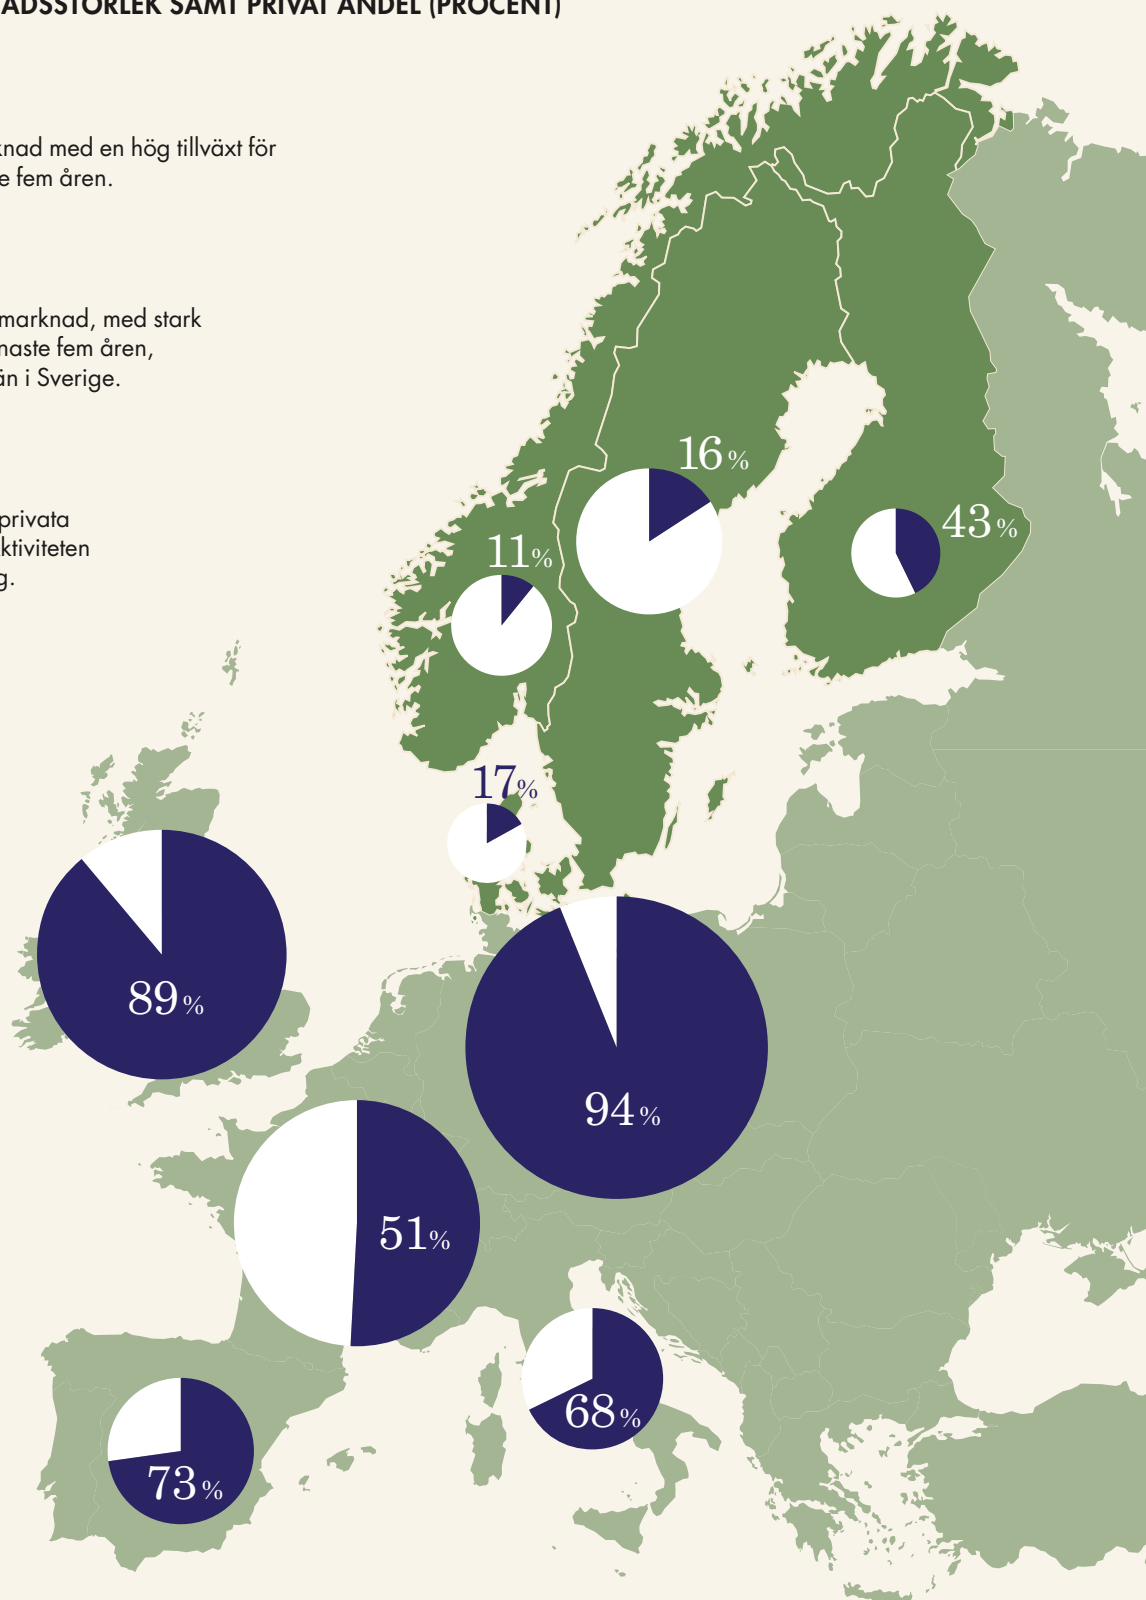 ADSSTORLEK SAMT PRIVAT ANDEL (PROCENT)
knad med en hög tillväxt för
e fem åren.
marknad, med stark
naste fem åren,
än i Sverige.
privata
ktiviteten
g.
16 %
43 %
11 %
17 %
89 %
94 %
51 %
68 %
73 %